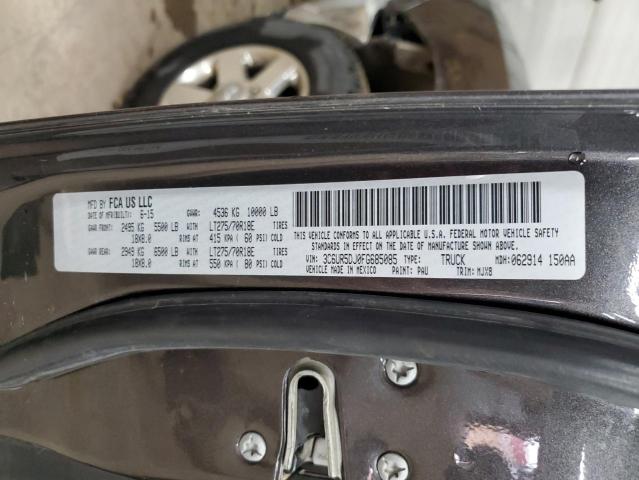 MFD BY FCA US LLC
DATE OF MFR(BUILT): 6-15 GVWR: 4536 KG 10000 LB
GAWR FRONT: 2495 KG 5500 LB WITH LT275/70R18E TIRES
18X8.0 RIMS AT 415 KPA ( 60 PSI) COLD
GAWR REAR: 2949 KG 6500 LB WITH LT275/70R18E TIRES
18X8.0 RIMS AT 550 KPA ( 80 PSI) COLD
THIS VEHICLE CONFORMS TO ALL APPLICABLE U.S.A. FEDERAL MOTOR VEHICLE SAFETY
STANDARDS IN EFFECT ON THE DATE OF MANUFACTURE SHOWN ABOVE.
VIN: 3C6UR5DJ0FG685085 TYPE: TRUCK MDH: 062914 150AA
VEHICLE MADE IN MEXICO PAINT: PAU TRIM: MJX8